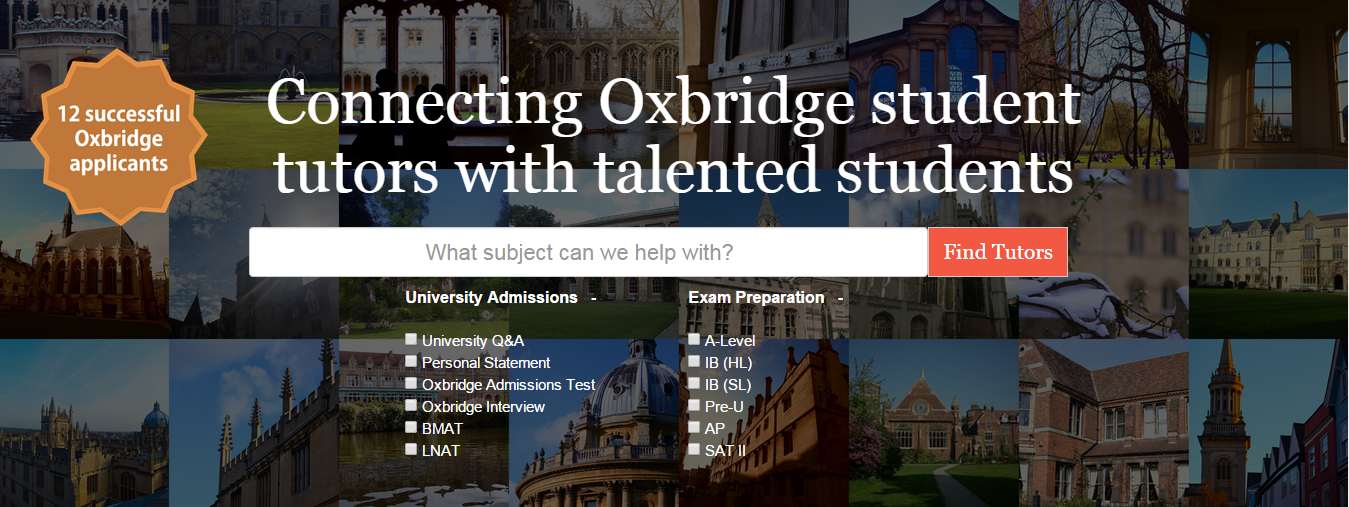 12 successful
Oxbridge
applicants
Connecting Oxbridge student
tutors with talented students
What subject can we help with?
Find Tutors
University Admissions -
University Q&A
Personal Statement
Oxbridge Admissions Test
Oxbridge Interview
BMAT
LNAT
Exam Preparation -
A-Level
IB (HL)
IB (SL)
Pre-U
AP
SAT II